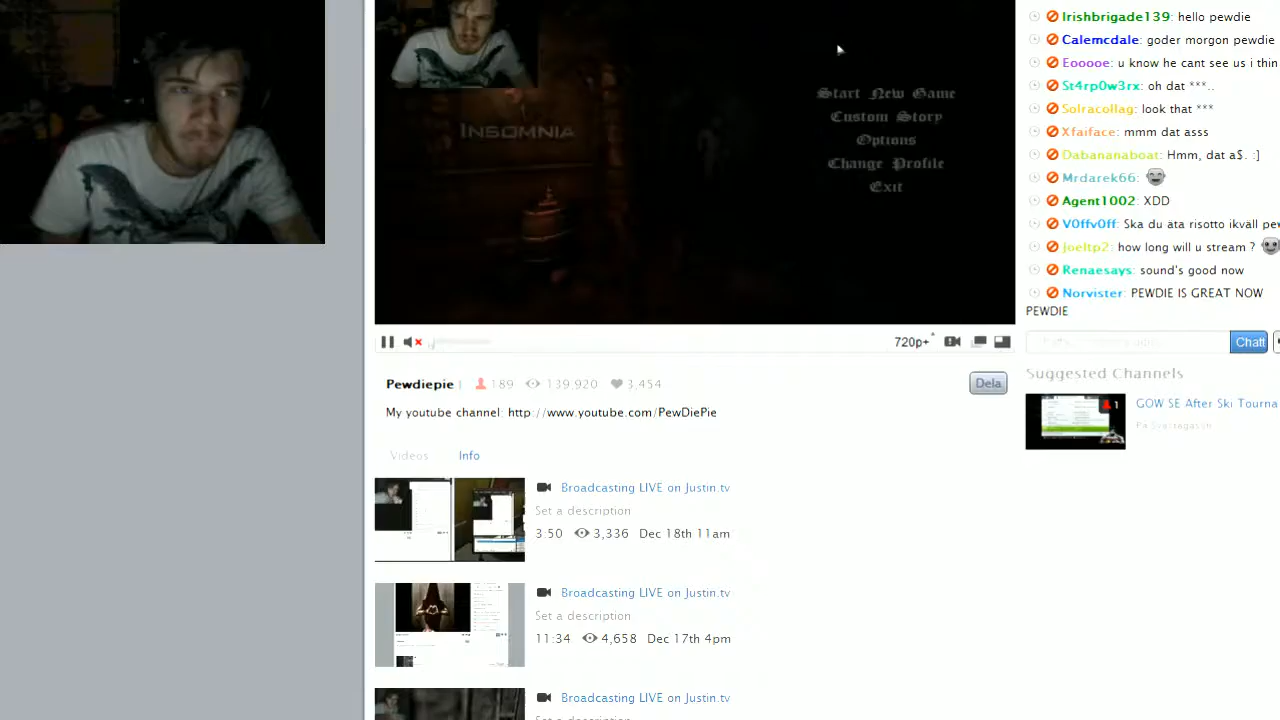 Irishbrigade139: hello pewdie
Calemcdale: goder morgon pewdie
Eooooe: u know he cant see us i thin
St4rp0w3rx: oh dat ***..
Solracollag: look that ***
Xfaiface: mmm dat asss
Dabananaboat: Hmm, dat a$. :]
Mrdarek66:
Agent1002: XDD
V0ffv0ff: Ska du äta risotto ikväll pew
Joeltp2: how long will u stream ?
Renaesays: sound's good now
Norvister: PEWDIE IS GREAT NOW
PEWDIE
Chatt
INSOMNIA
Start New Game
Custom Story
Options
Change Profile
Exit
720p+
Pewdiepie 189 139,920 3,454
Dela
My youtube channel: http://www.youtube.com/PewDiePie
Videos Info
Broadcasting LIVE on Justin.tv
Set a description
3:50 3,336 Dec 18th 11am
Broadcasting LIVE on Justin.tv
Set a description
11:34 4,658 Dec 17th 4pm
Broadcasting LIVE on Justin.tv
Set a description
Suggested Channels
GOW SE After Ski Tourna